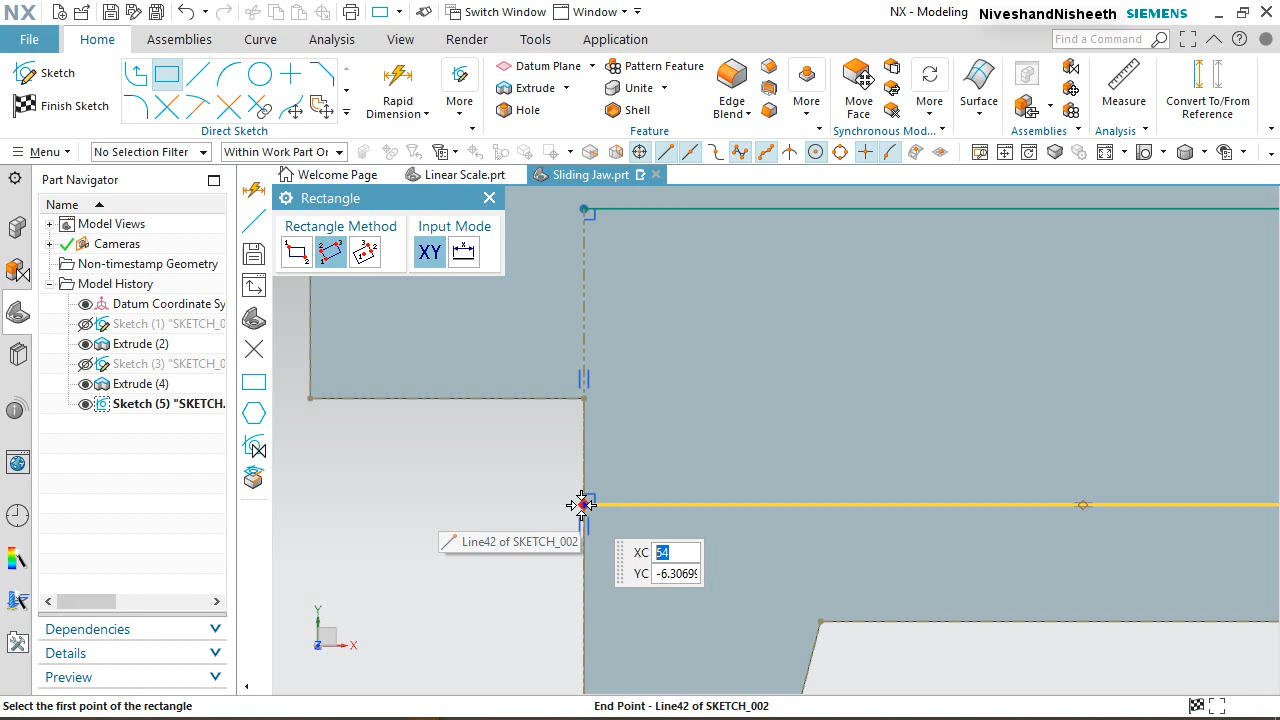 NX
Switch Window
Window
NX - Modeling
NiveshandNisheeth
SIEMENS
File
Home
Assemblies
Curve
Analysis
View
Render
Tools
Application
Find a Command
Sketch
Finish Sketch
Direct Sketch
Rapid
Dimension
More
Datum Plane
Extrude
Hole
Pattern Feature
Unite
Shell
Edge
Blend
More
Feature
Move
Face
More
Synchronous Mod...
Surface
Assemblies
Measure
Analysis
Convert To/From
Reference
Menu
No Selection Filter
Within Work Part Or
Part Navigator
Name
Model Views
Cameras
Non-timestamp Geometry
Model History
Datum Coordinate Sy
Sketch (1) "SKETCH_00
Extrude (2)
Sketch (3) "SKETCH_0
Extrude (4)
Sketch (5) "SKETCH.
Dependencies
Details
Preview
Welcome Page
Linear Scale.prt
Sliding Jaw.prt
Rectangle
Rectangle Method
Input Mode
XY
Line42 of SKETCH_002
XC 54
YC -6.30699
Y
Z
X
Select the first point of the rectangle
End Point - Line42 of SKETCH_002